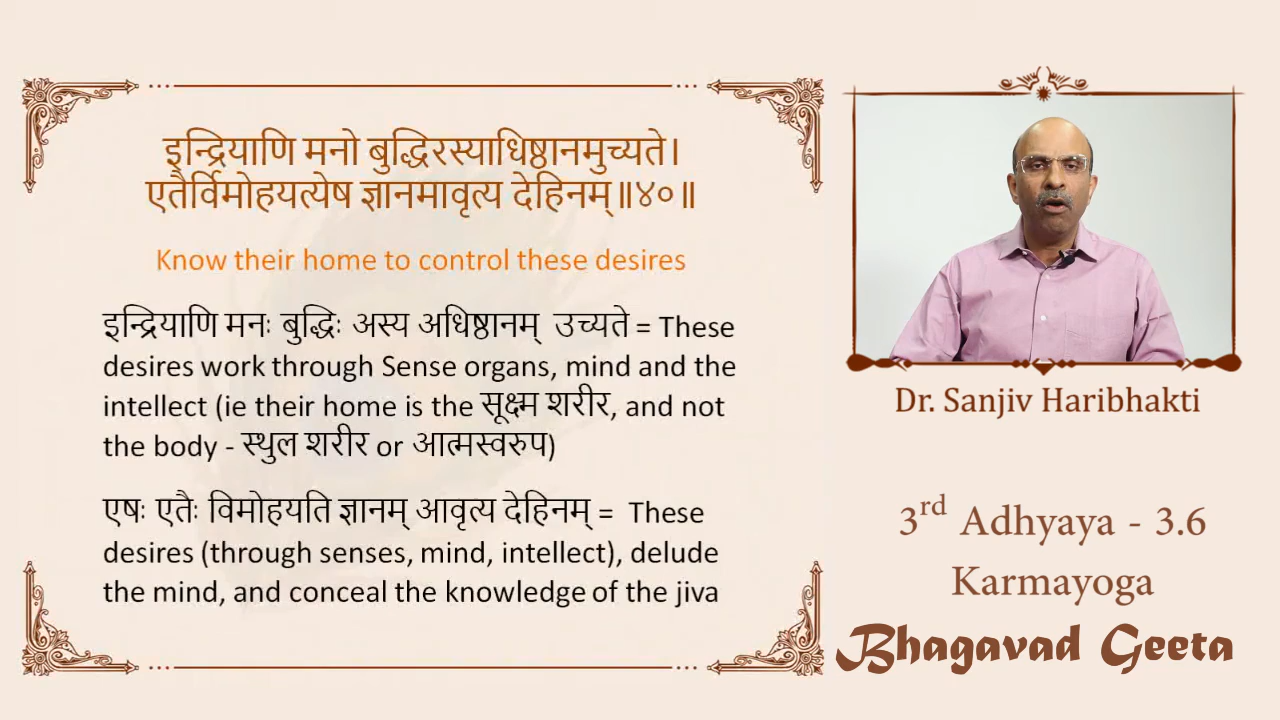 इन्द्रियाणि मनो बुद्धिरस्याधिष्ठानमुच्यते।
एतैर्विमोहयत्येष ज्ञानमावृत्य देहिनम्॥४०॥
Know their home to control these desires
इन्द्रियाणि मनः बुद्धिः अस्य अधिष्ठानम् उच्यते = These
desires work through Sense organs, mind and the
intellect (ie their home is the सूक्ष्म शरीर, and not
the body - स्थुल शरीर or आत्मस्वरुप)
एषः एतैः विमोहयति ज्ञानम् आवृत्य देहिनम् = These
desires (through senses, mind, intellect), delude
the mind, and conceal the knowledge of the jiva
Dr. Sanjiv Haribhakti
3rd Adhyaya - 3.6
Karmayoga
Bhagavad Geeta